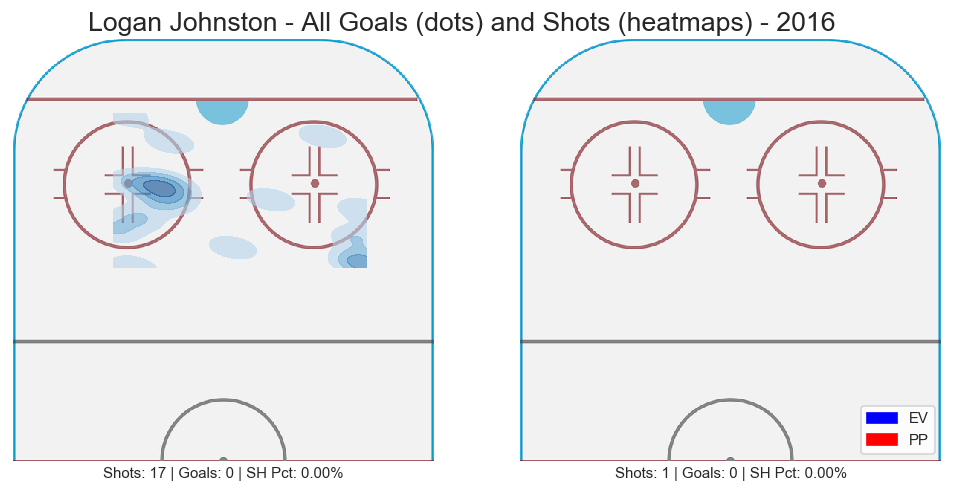 Logan Johnston - All Goals (dots) and Shots (heatmaps) - 2016
EV
PP
Shots: 17 | Goals: 0 | SH Pct: 0.00%
Shots: 1 | Goals: 0 | SH Pct: 0.00%